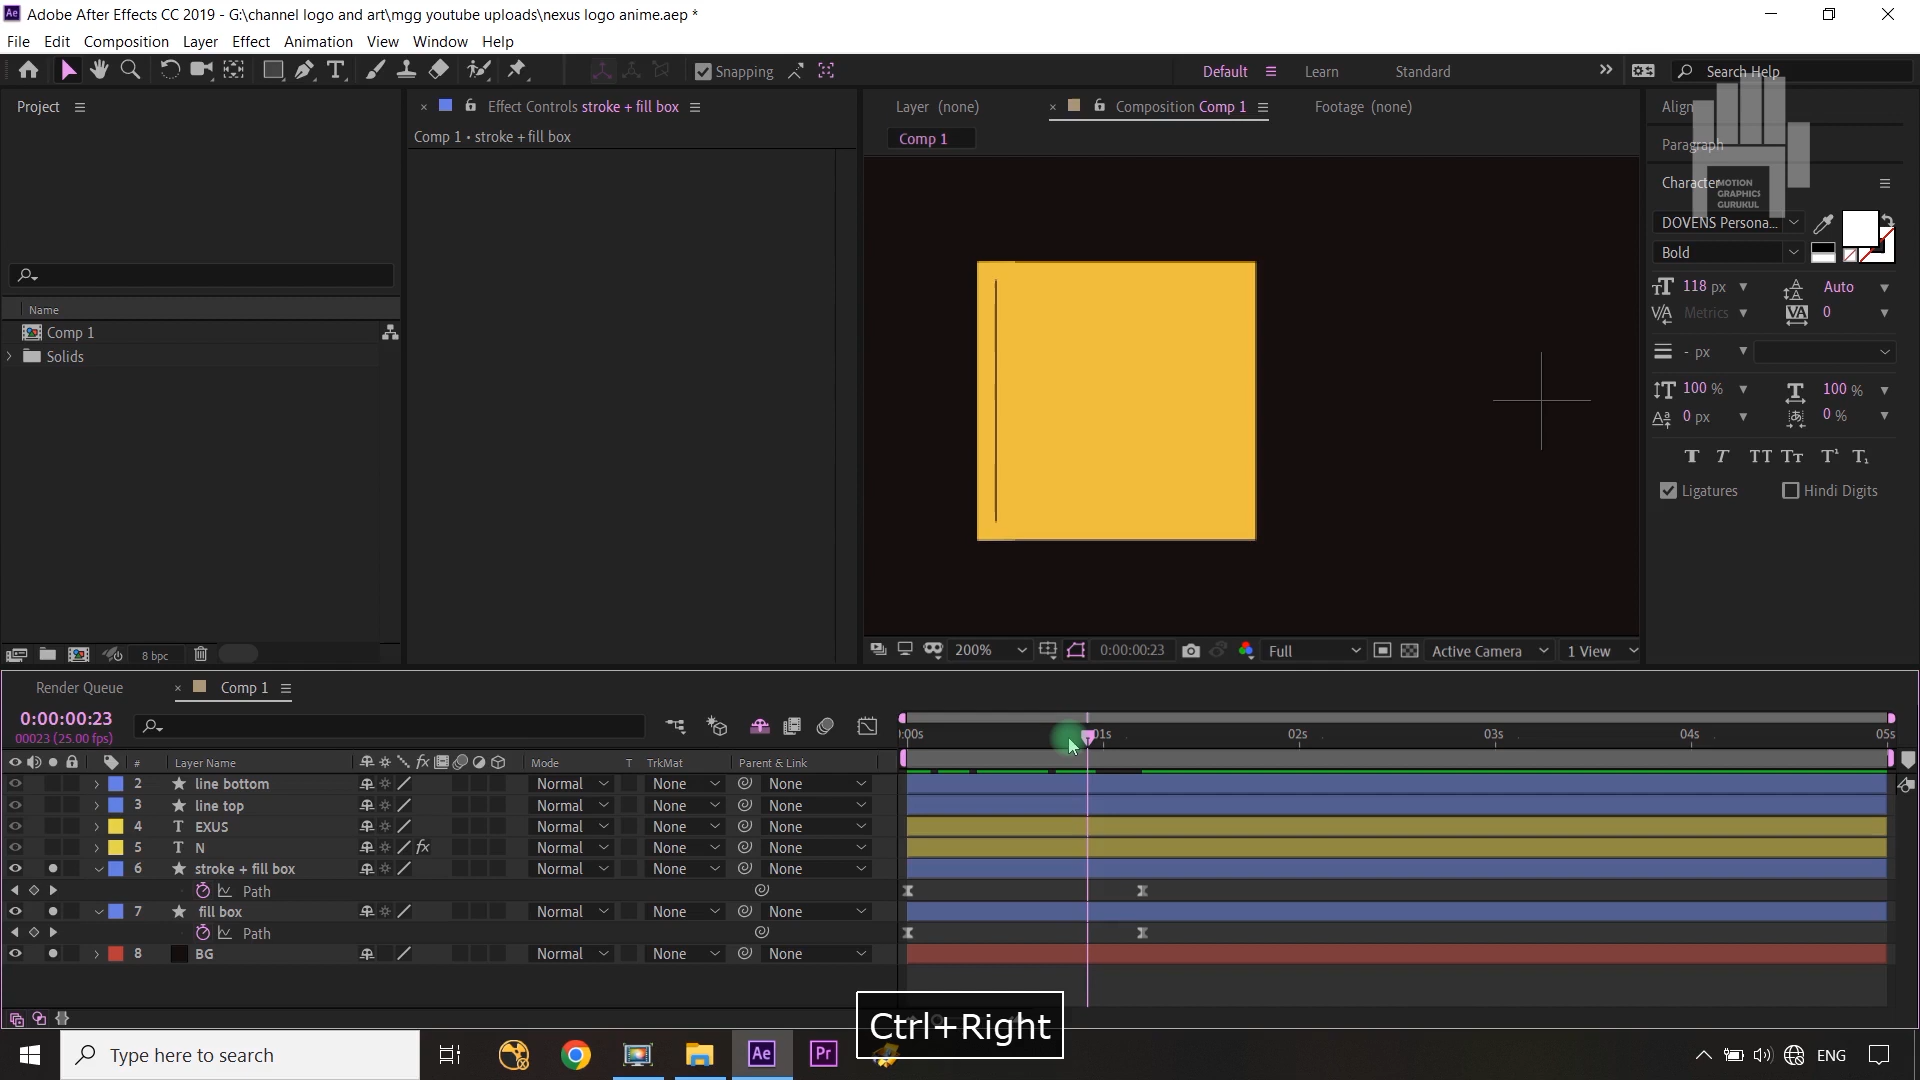 Adobe After Effects CC 2019 - G:\channel logo and art\mgg youtube uploads\nexus logo anime.aep *
File Edit Composition Layer Effect Animation View Window Help
Snapping Default Learn Standard Search Help
Project Effect Controls stroke + fill box Layer (none) Composition Comp 1 Footage (none) Align
Comp 1 • stroke + fill box Comp 1 Paragraph
Character
MOTION
GRAPHICS
GURUKUL
DOVENS Persona...
Bold
118 px Auto
Metrics 0
- px
100 % 100 %
0 px 0 %
Ligatures Hindi Digits
Name
Comp 1
Solids
8 bpc 200% 0:00:00:23 Full Active Camera 1 View
Render Queue Comp 1
0:00:00:23
00023 (25.00 fps)
:00s 01s 02s 03s 04s 05s
# Layer Name Mode T TrkMat Parent & Link
2 line bottom Normal None None
3 line top Normal None None
4 T EXUS Normal None None
5 T N fx Normal None None
6 stroke + fill box Normal None None
Path
7 fill box Normal None None
Path
8 BG Normal None None
Ctrl+Right
Type here to search Ae Pr ENG